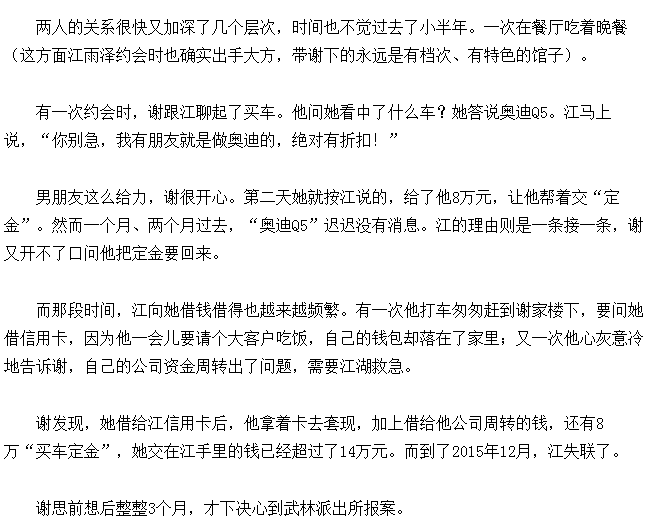 两人的关系很快又加深了几个层次，时间也不觉过去了小半年。一次在餐厅吃着晚餐
（这方面江雨泽约会时也确实出手大方，带谢下的永远是有档次、有特色的馆子）。
有一次约会时，谢跟江聊起了买车。他问她看中了什么车？她答说奥迪Q5。江马上
说，“你别急，我有朋友就是做奥迪的，绝对有折扣！”
男朋友这么给力，谢很开心。第二天她就按江说的，给了他8万元，让他帮着交“定
金”。然而一个月、两个月过去，“奥迪Q5”迟迟没有消息。江的理由则是一条接一条，谢
又开不了口问他把定金要回来。
而那段时间，江向她借钱借得也越来越频繁。有一次他打车匆匆赶到谢家楼下，要问她
借信用卡，因为他一会儿要请个大客户吃饭，自己的钱包却落在了家里；又一次他心灰意冷
地告诉谢，自己的公司资金周转出了问题，需要江湖救急。
谢发现，她借给江信用卡后，他拿着卡去套现，加上借给他公司周转的钱，还有8
万“买车定金”，她交在江手里的钱已经超过了14万元。而到了2015年12月，江失联了。
谢思前想后整整3个月，才下决心到武林派出所报案。